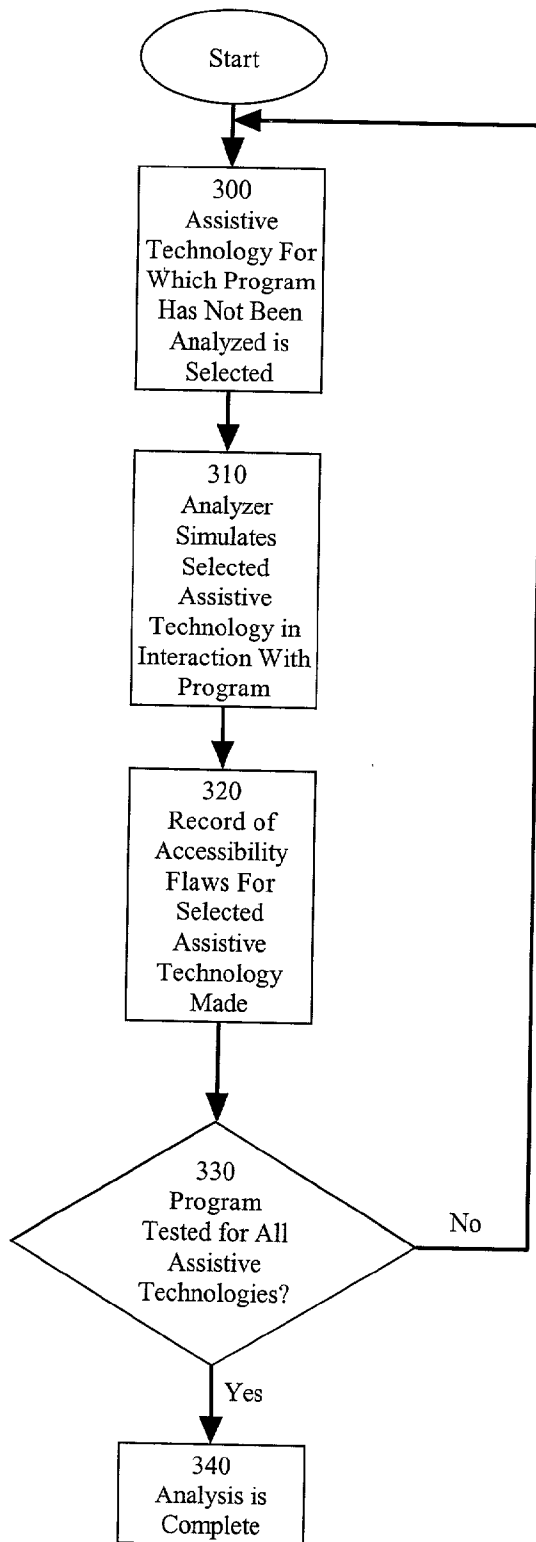 Start
300
Assistive
Technology For
Which Program
Has Not Been
Analyzed is
Selected
310
Analyzer
Simulates
Selected
Assistive
Technology in
Interaction With
Program
320
Record of
Accessibility
Flaws For
Selected
Assistive
Technology
Made
330
Program
Tested for All
Assistive
Technologies?
No
Yes
340
Analysis is
Complete